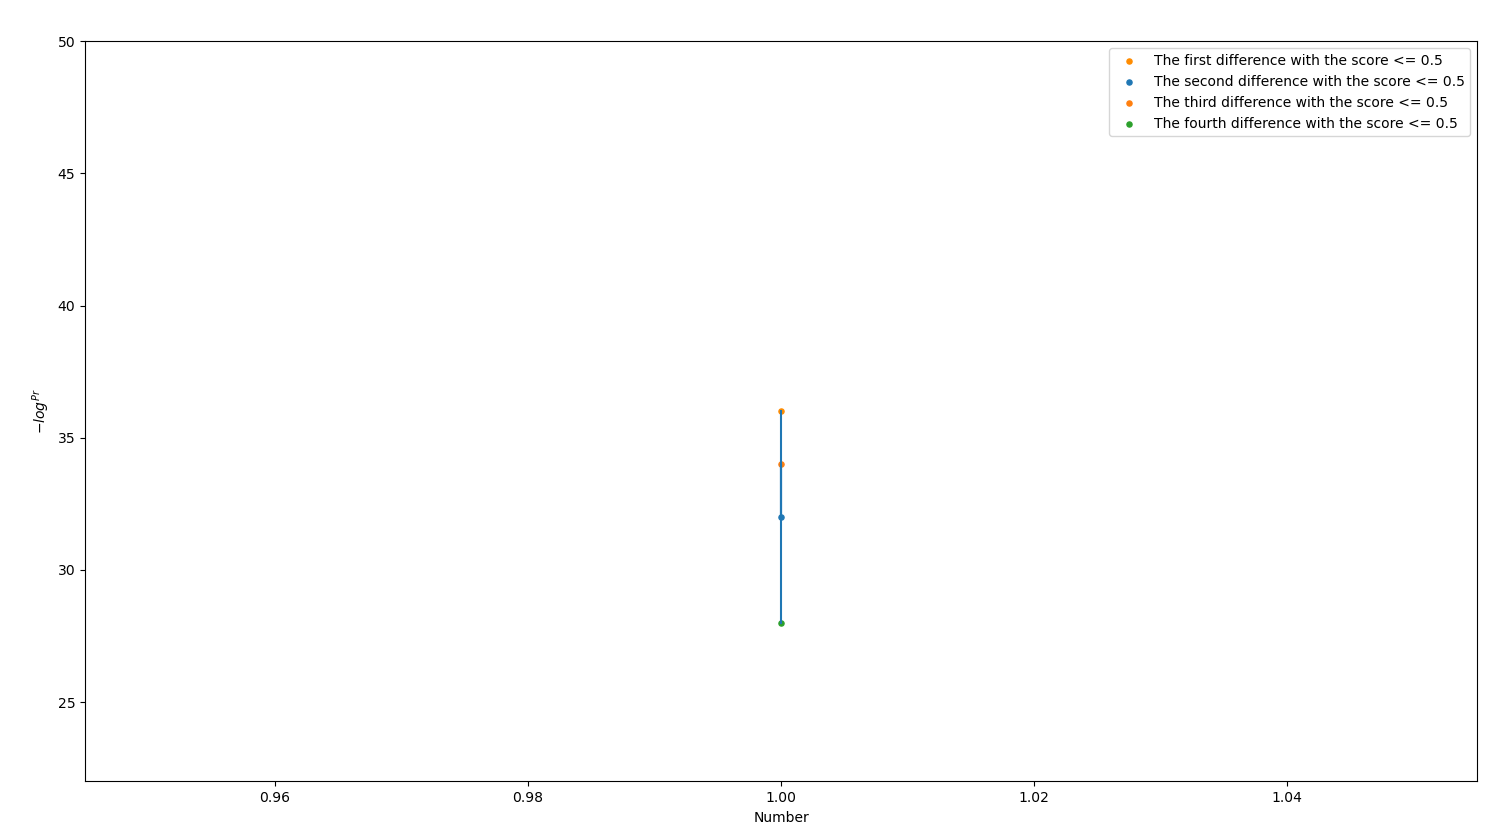 50
45
40
35
30
25
−log^{Pr}
The first difference with the score <= 0.5
The second difference with the score <= 0.5
The third difference with the score <= 0.5
The fourth difference with the score <= 0.5
0.96 0.98 1.00 1.02 1.04
Number